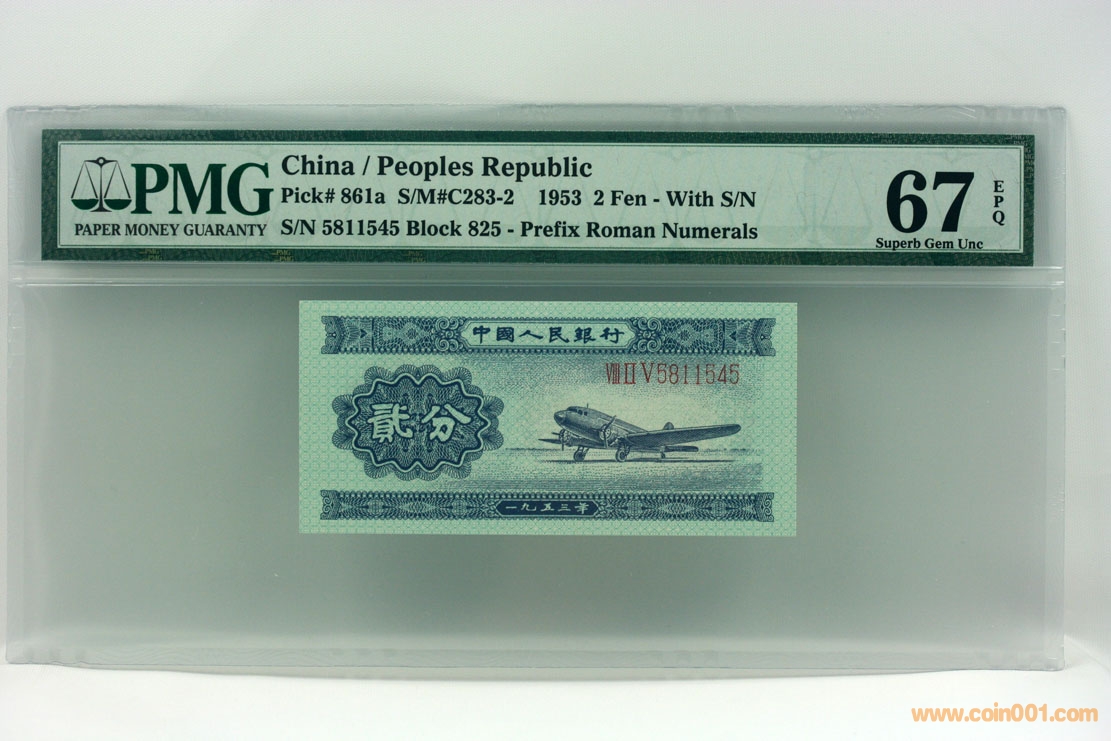 China / Peoples Republic
PMG
PAPER MONEY GUARANTY
Pick# 861a S/M#C283-2 1953 2 Fen - With S/N
S/N 5811545 Block 825 - Prefix Roman Numerals
67
EPQ
Superb Gem Unc
中國人民銀行
VIII II V 5811545
貳分
一九五三年
www.coin001.com